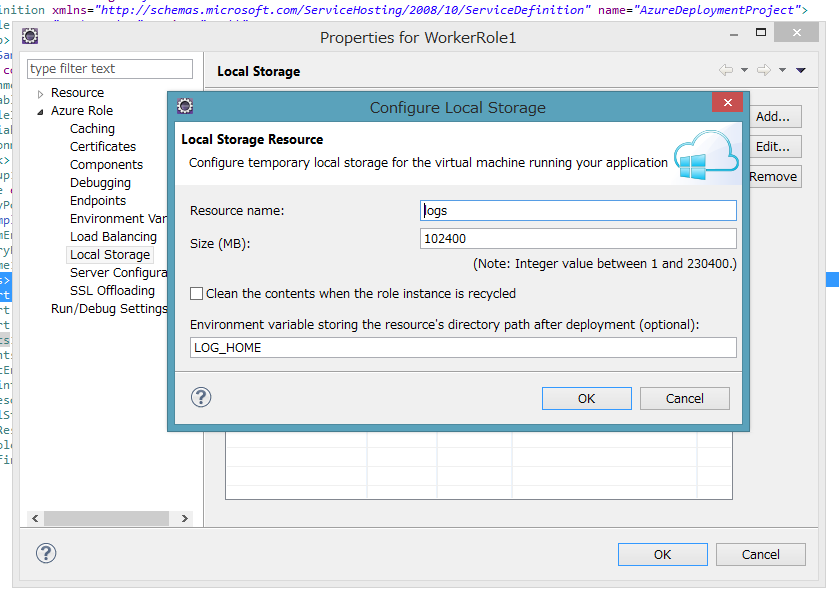 inition xmlns="http://schemas.microsoft.com/ServiceHosting/2008/10/ServiceDefinition" name="AzureDeploymentProject">
Properties for WorkerRole1
type filter text
Local Storage
Resource
Azure Role
Caching
Certificates
Components
Debugging
Endpoints
Environment Var
Load Balancing
Local Storage
Server Configura
SSL Offloading
Run/Debug Settings
Add...
Edit...
Remove
Configure Local Storage
Local Storage Resource
Configure temporary local storage for the virtual machine running your application
Resource name:
logs
Size (MB):
102400
(Note: Integer value between 1 and 230400.)
Clean the contents when the role instance is recycled
Environment variable storing the resource's directory path after deployment (optional):
LOG_HOME
OK
Cancel
OK
Cancel